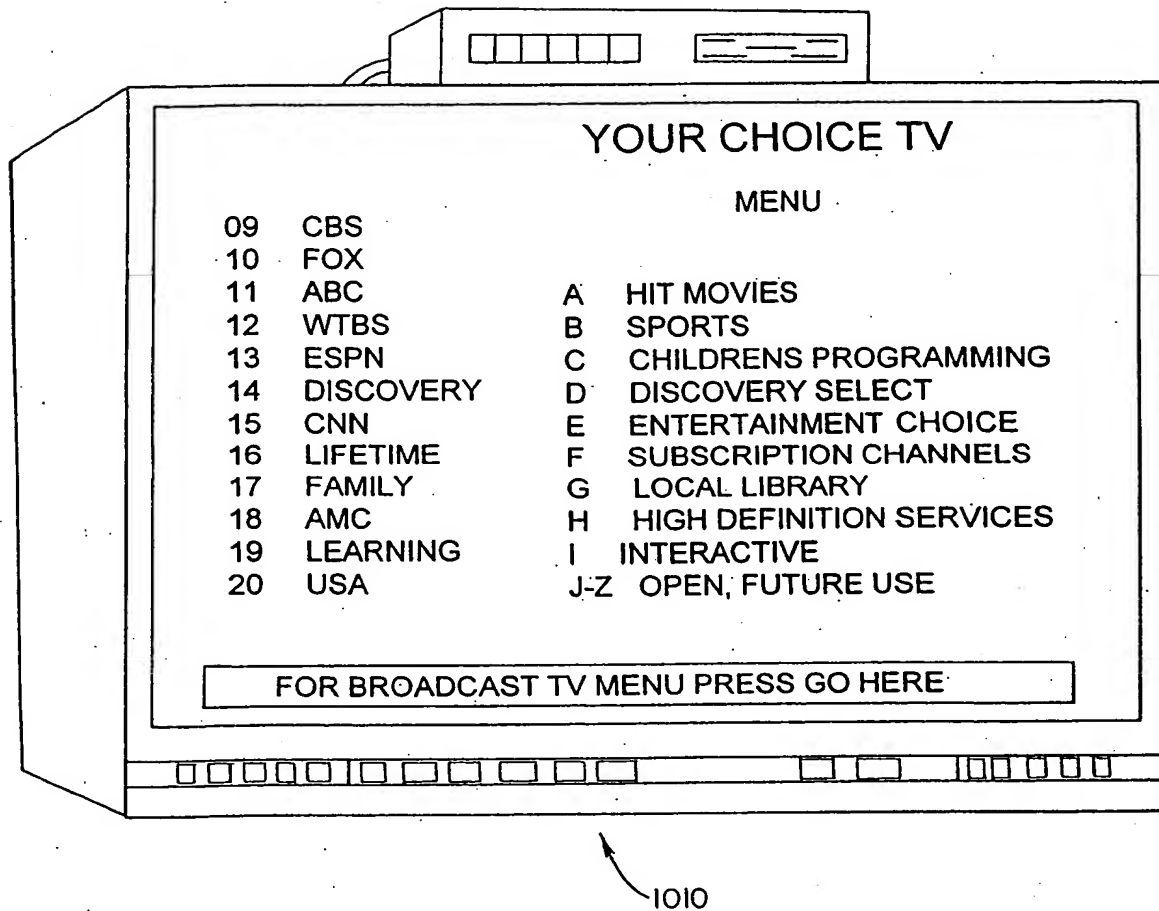 YOUR CHOICE TV
MENU
09 CBS
10 FOX
11 ABC
12 WTBS
13 ESPN
14 DISCOVERY
15 CNN
16 LIFETIME
17 FAMILY
18 AMC
19 LEARNING
20 USA
A HIT MOVIES
B SPORTS
C CHILDRENS PROGRAMMING
D DISCOVERY SELECT
E ENTERTAINMENT CHOICE
F SUBSCRIPTION CHANNELS
G LOCAL LIBRARY
H HIGH DEFINITION SERVICES
I INTERACTIVE
J-Z OPEN, FUTURE USE
FOR BROADCAST TV MENU PRESS GO HERE
1010